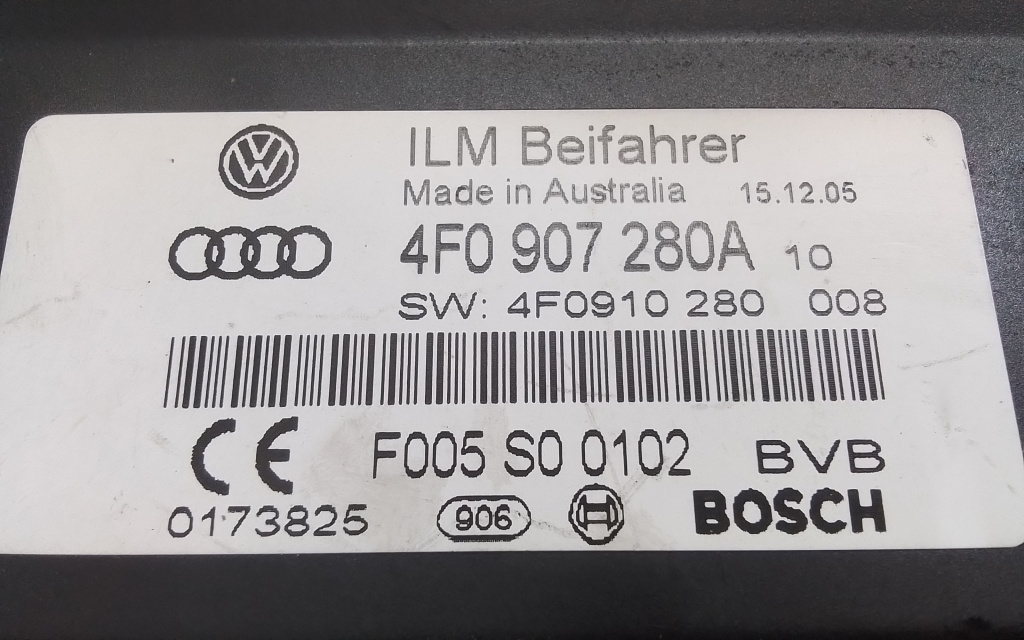 ILM Beifahrer
Made in Australia 15.12.05
4F0 907 280A 10
SW: 4F0910 280 008
F005 S0 0102 BVB
0173825 906 BOSCH